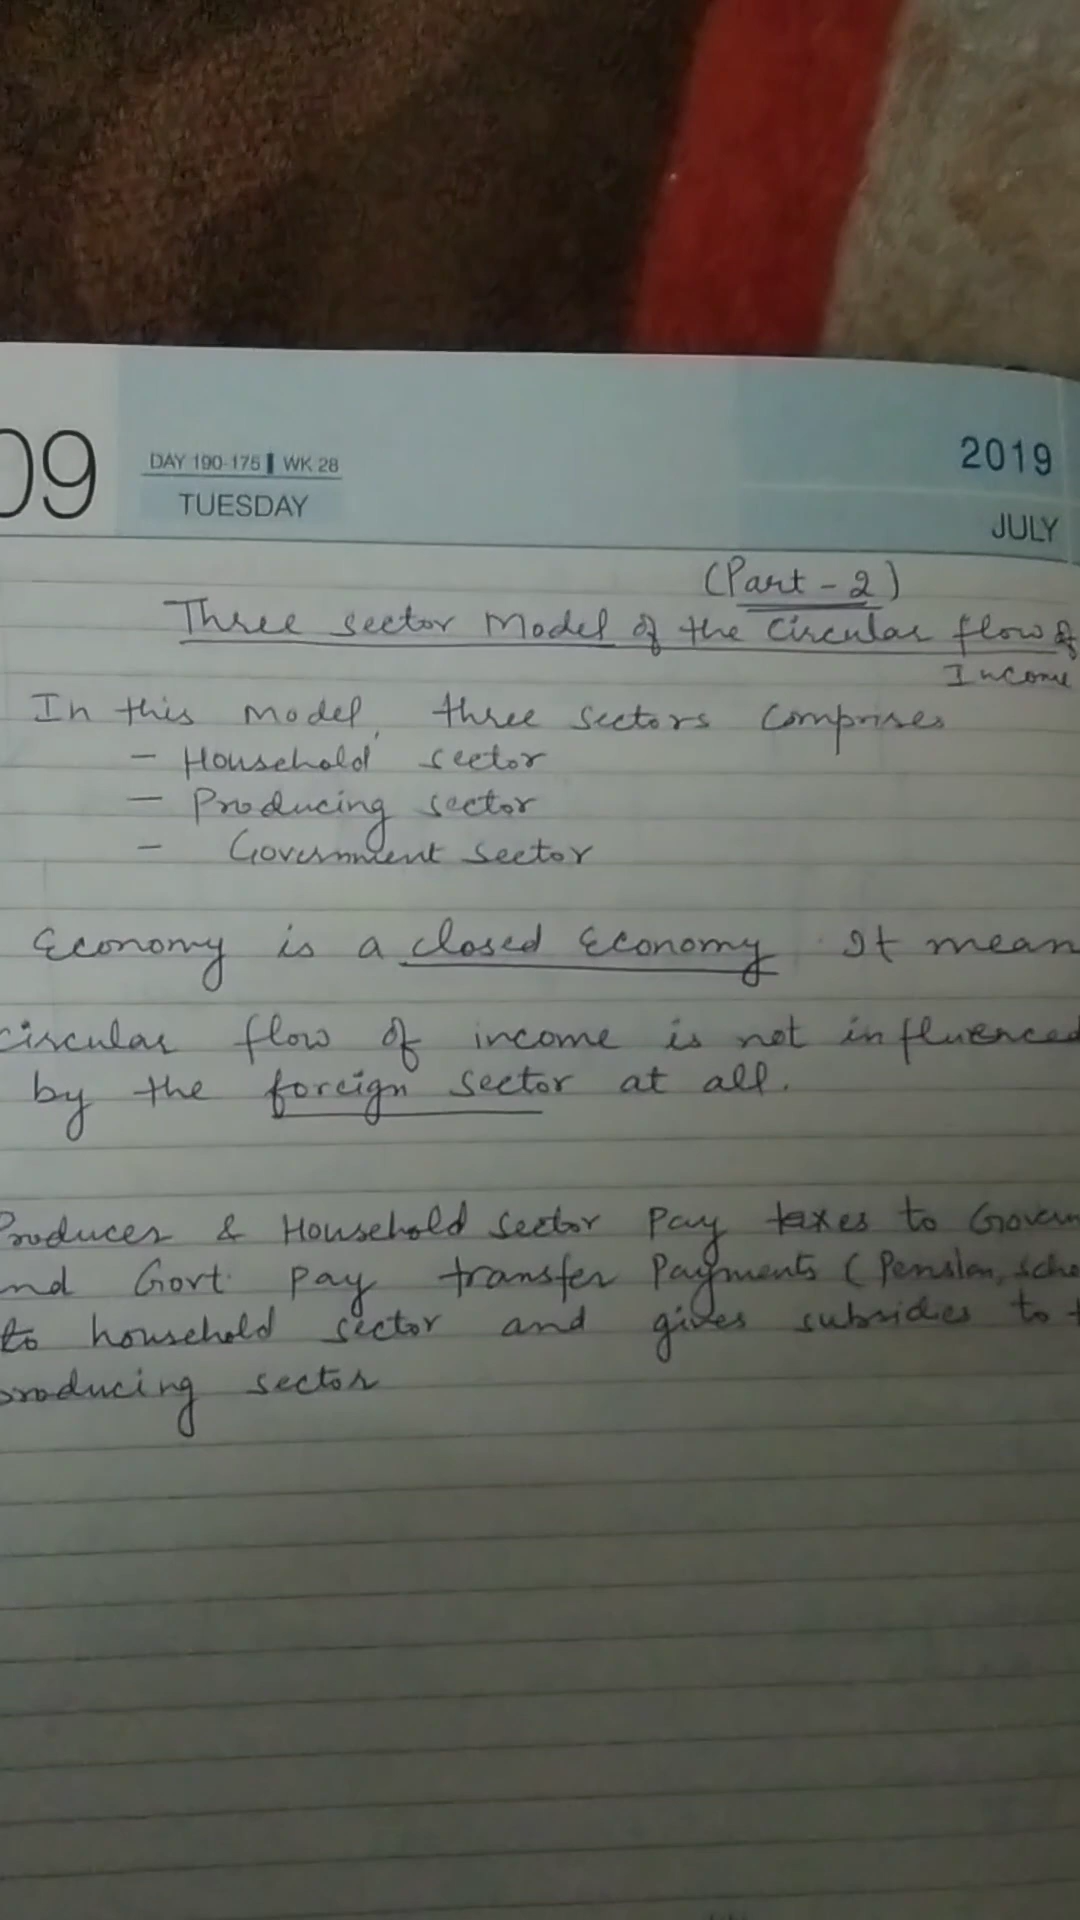 09
DAY 190-175 WK 28
TUESDAY
2019
JULY
(Part - 2)
Three sector Model of the Circular flow of
Income
In this model, three sectors comprises
- Household sector
- Producing sector
- Government sector
Economy is a closed Economy. It mean
circular flow of income is not influenced
by the foreign sector at all.
Producer & Household sector pay taxes to Govern
nd Govt. pay transfer Payments (Pension, scho
to household sector and gives subsidies to t
producing sector